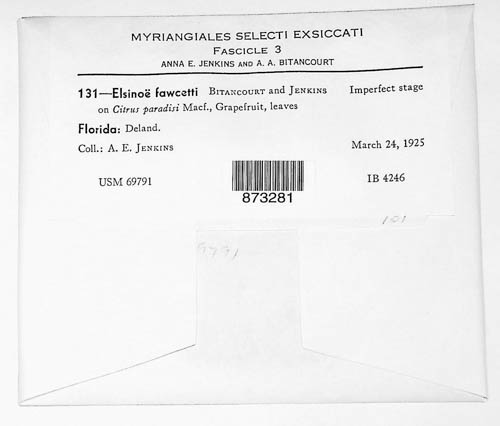 MYRIANGIALES SELECTI EXSICCATI
FASCICLE 3
ANNA E. JENKINS AND A. A. BITANCOURT
131—Elsinoë fawcetti BITANCOURT and JENKINS Imperfect stage
on Citrus paradisi Macf., Grapefruit, leaves
Florida: Deland.
Coll.: A. E. JENKINS March 24, 1925
USM 69791 IB 4246
873281
101